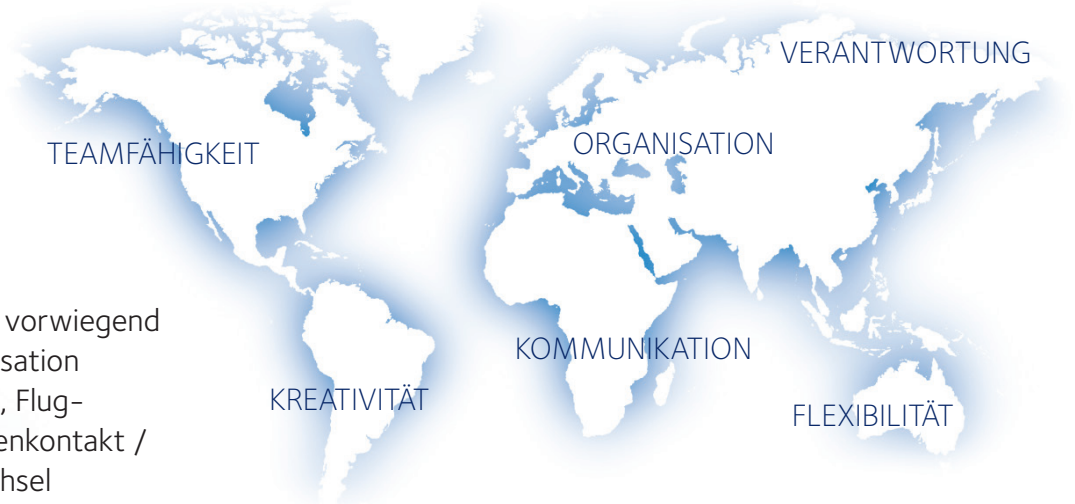 VERANTWORTUNG
TEAMFÄHIGKEIT
ORGANISATION
vorwiegend
sation
, Flug-
enkontakt /
hsel
KOMMUNIKATION
KREATIVITÄT
FLEXIBILITÄT